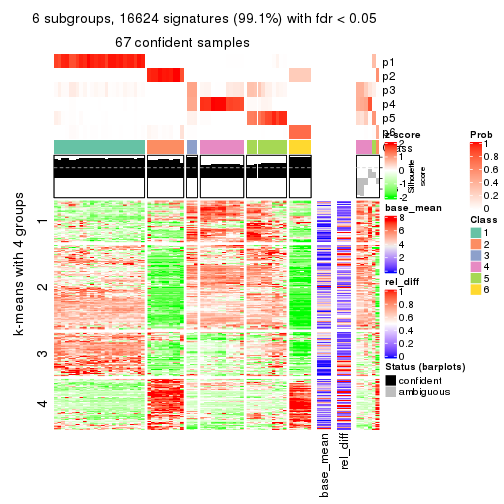 6 subgroups, 16624 signatures (99.1%) with fdr < 0.05
67 confident samples
p1
p2
p3
p4
p5
p6
Class
Silhouette
score
k-means with 4 groups
1
2
3
4
base_mean
rel_diff
z-score
2
1
0
-1
-2
base_mean
8
6
4
2
0
rel_diff
1
0.8
0.6
0.4
0.2
0
Status (barplots)
confident
ambiguous
Prob
1
0.8
0.6
0.4
0.2
0
Class
1
2
3
4
5
6